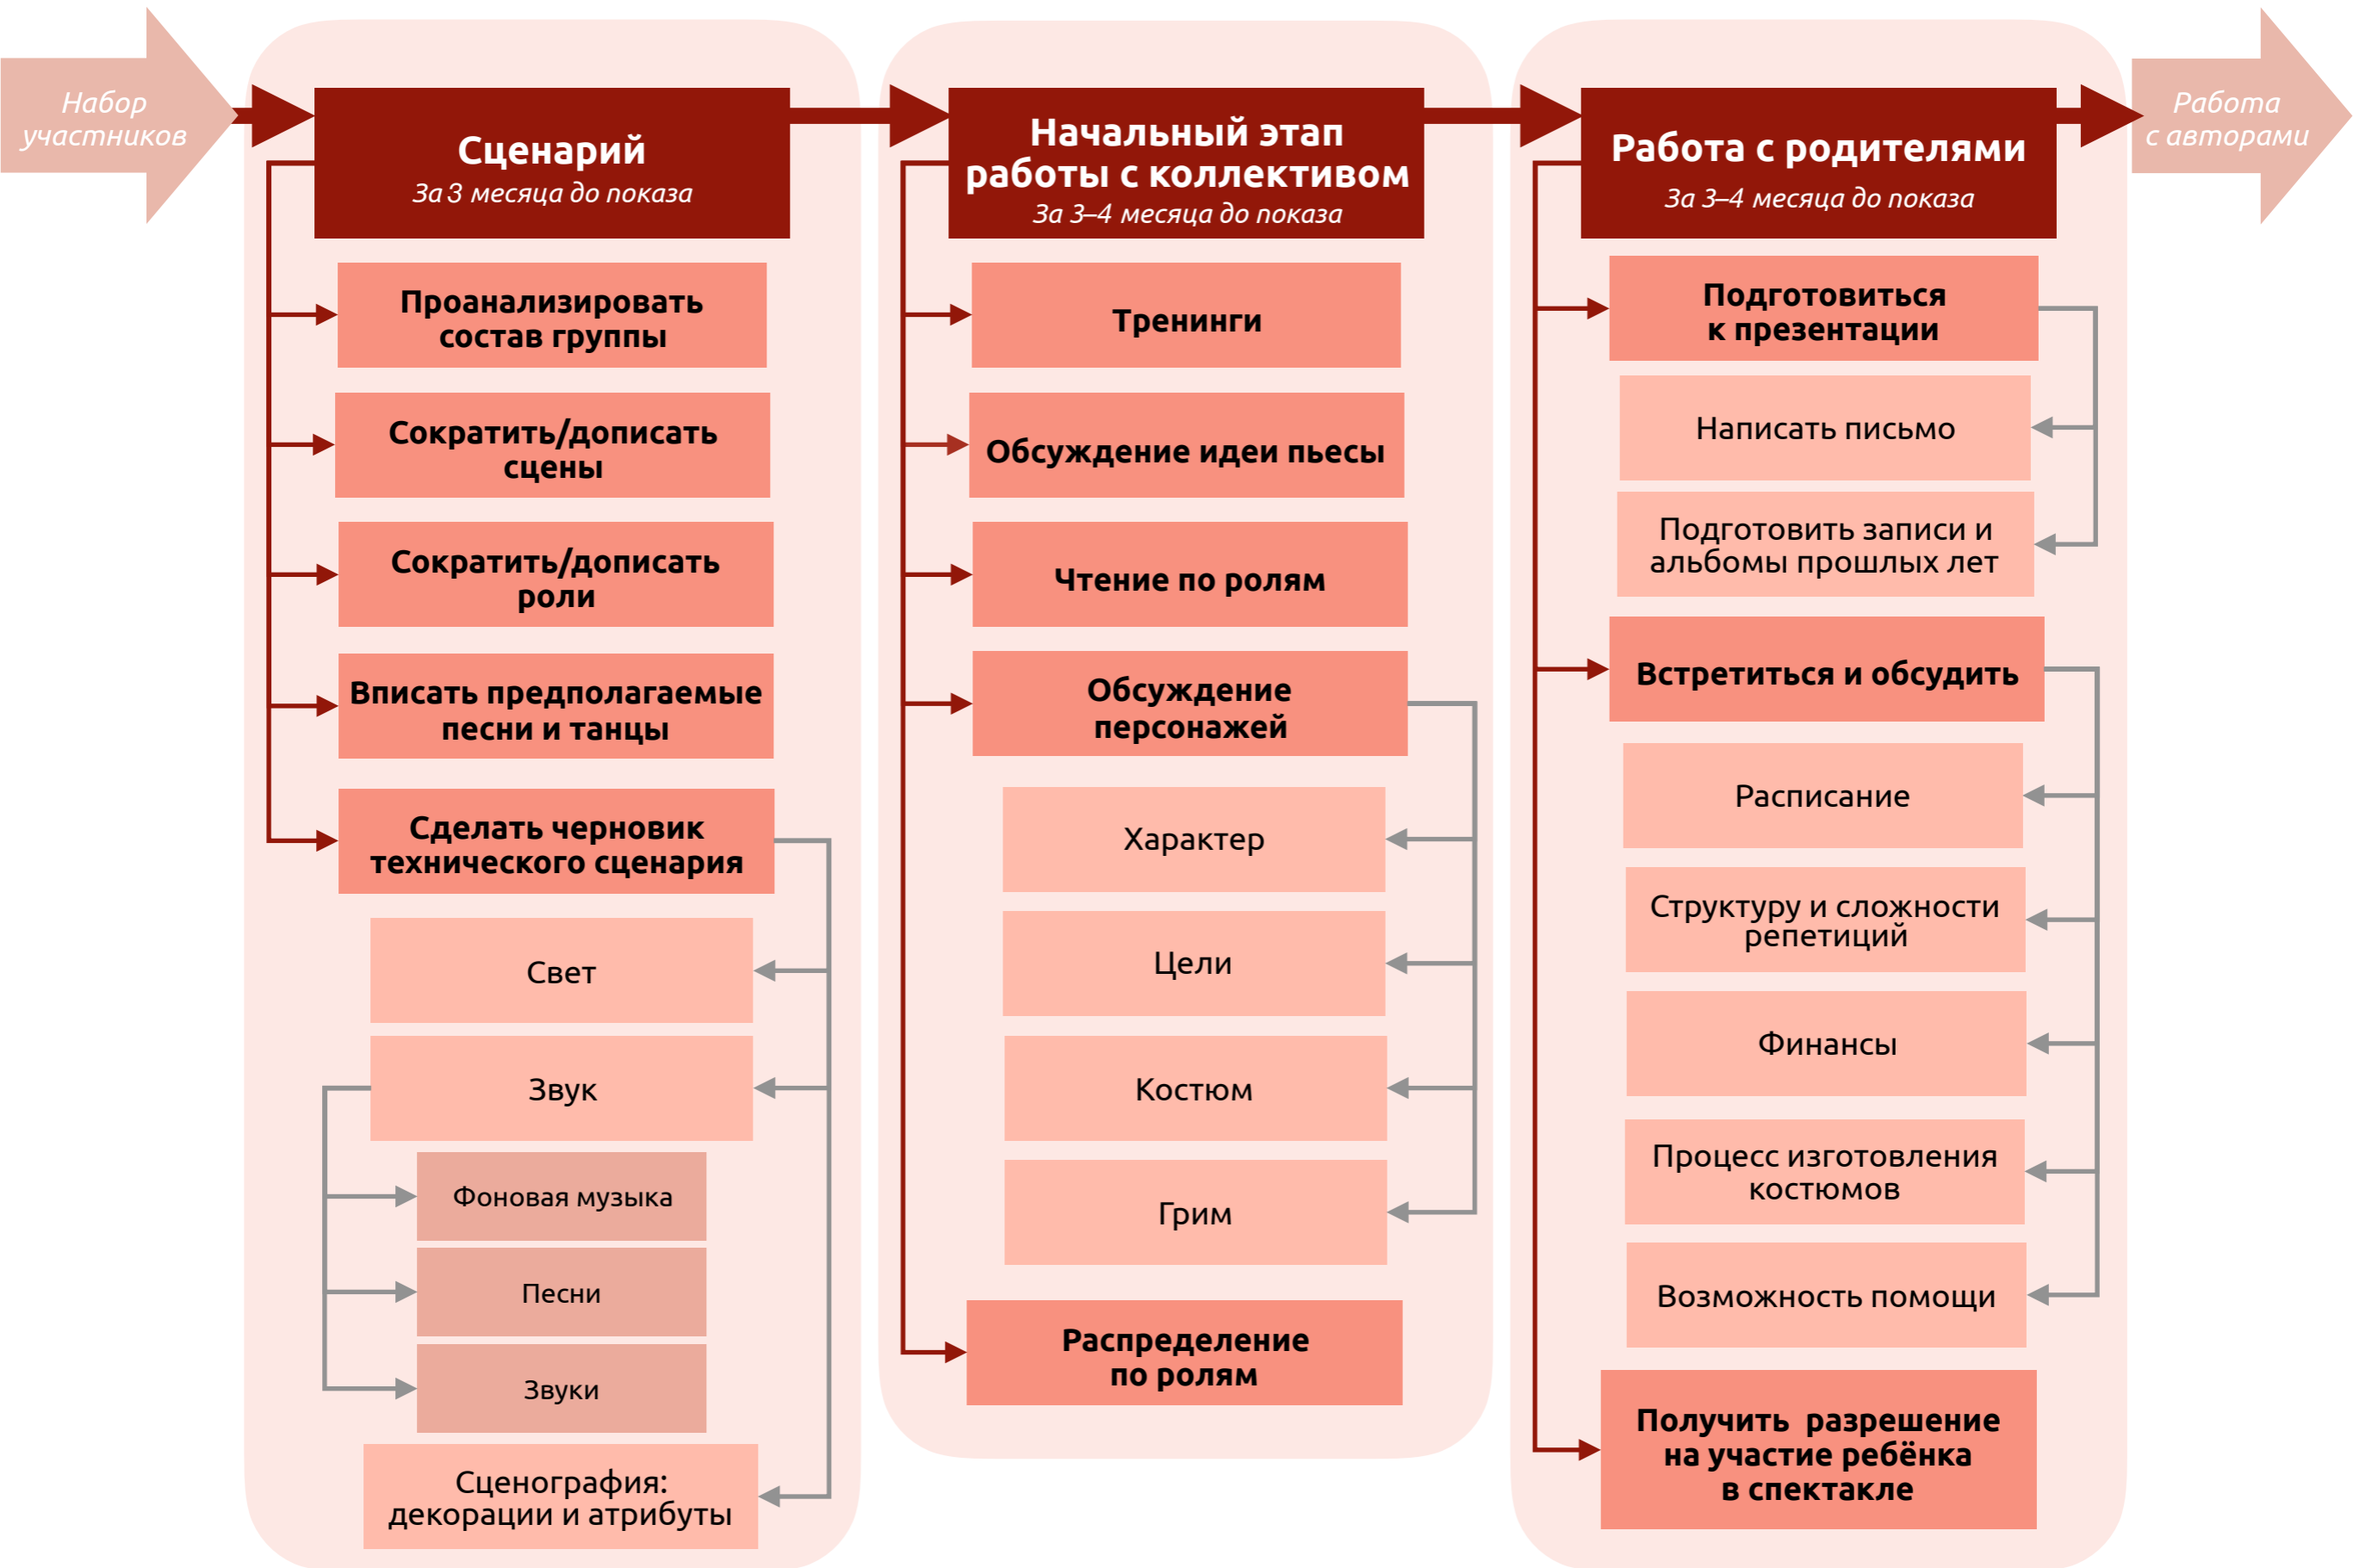 Набор
участников
Сценарий
За 3 месяца до показа
Проанализировать
состав группы
Сократить/дописать
сцены
Сократить/дописать
роли
Вписать предполагаемые
песни и танцы
Сделать черновик
технического сценария
Свет
Звук
Фоновая музыка
Песни
Звуки
Сценография:
декорации и атрибуты
Начальный этап
работы с коллективом
За 3–4 месяца до показа
Тренинги
Обсуждение идеи пьесы
Чтение по ролям
Обсуждение
персонажей
Характер
Цели
Костюм
Грим
Распределение
по ролям
Работа с родителями
За 3–4 месяца до показа
Подготовиться
к презентации
Написать письмо
Подготовить записи и
альбомы прошлых лет
Встретиться и обсудить
Расписание
Структуру и сложности
репетиций
Финансы
Процесс изготовления
костюмов
Возможность помощи
Получить разрешение
на участие ребёнка
в спектакле
Работа
с авторами